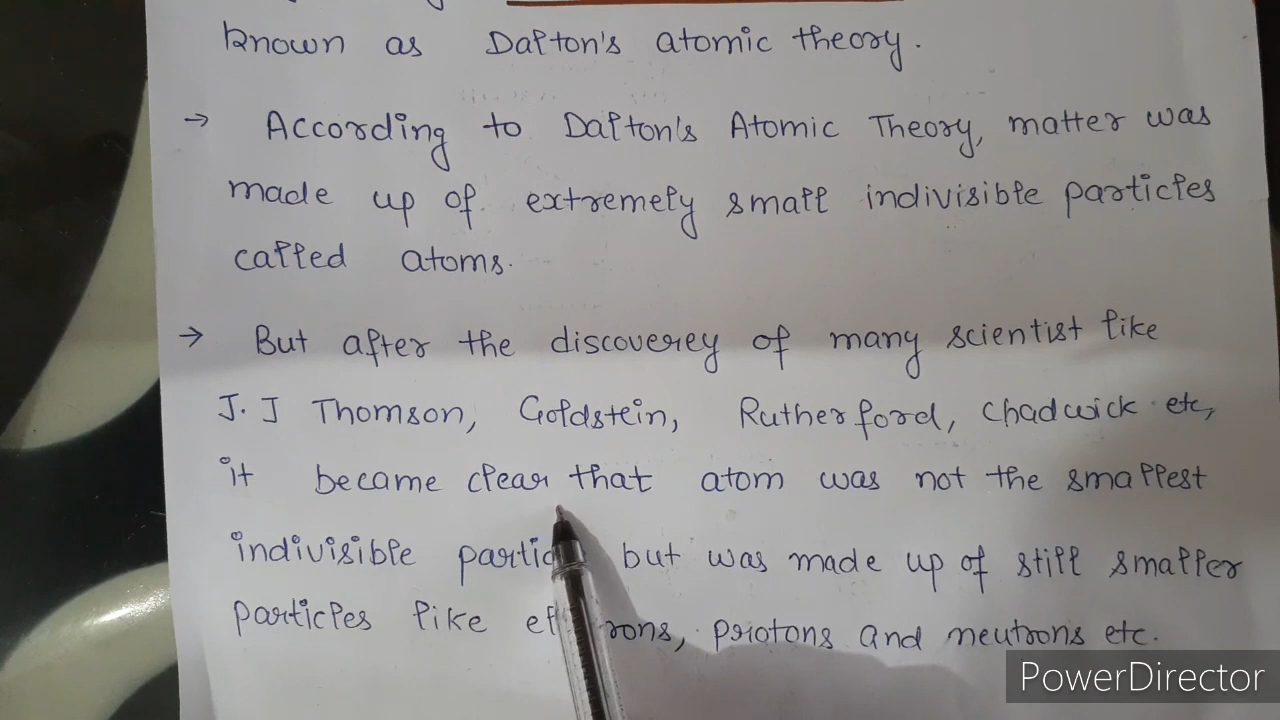 known as Dalton's atomic theory.
→ According to Dalton's Atomic Theory, matter was
made up of extremely small indivisible particles
called atoms.
→ But after the discoverey of many scientist like
J.J Thomson, Goldstein, Rutherford, Chadwick etc,
it became clear that atom was not the smallest
indivisible but was made up of still smaller
particles like protons and neutrons etc.
PowerDirector